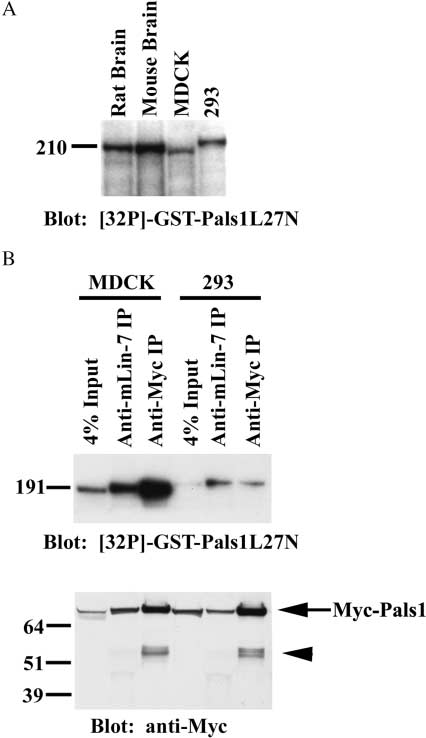 A
Rat Brain
Mouse Brain
MDCK
293
210
Blot: [32P]-GST-Pals1L27N
B
MDCK 293
4% Input
Anti-mLin-7 IP
Anti-Myc IP
4% Input
Anti-mLin-7 IP
Anti-Myc IP
191
Blot: [32P]-GST-Pals1L27N
Myc-Pals1
64
51
39
Blot: anti-Myc